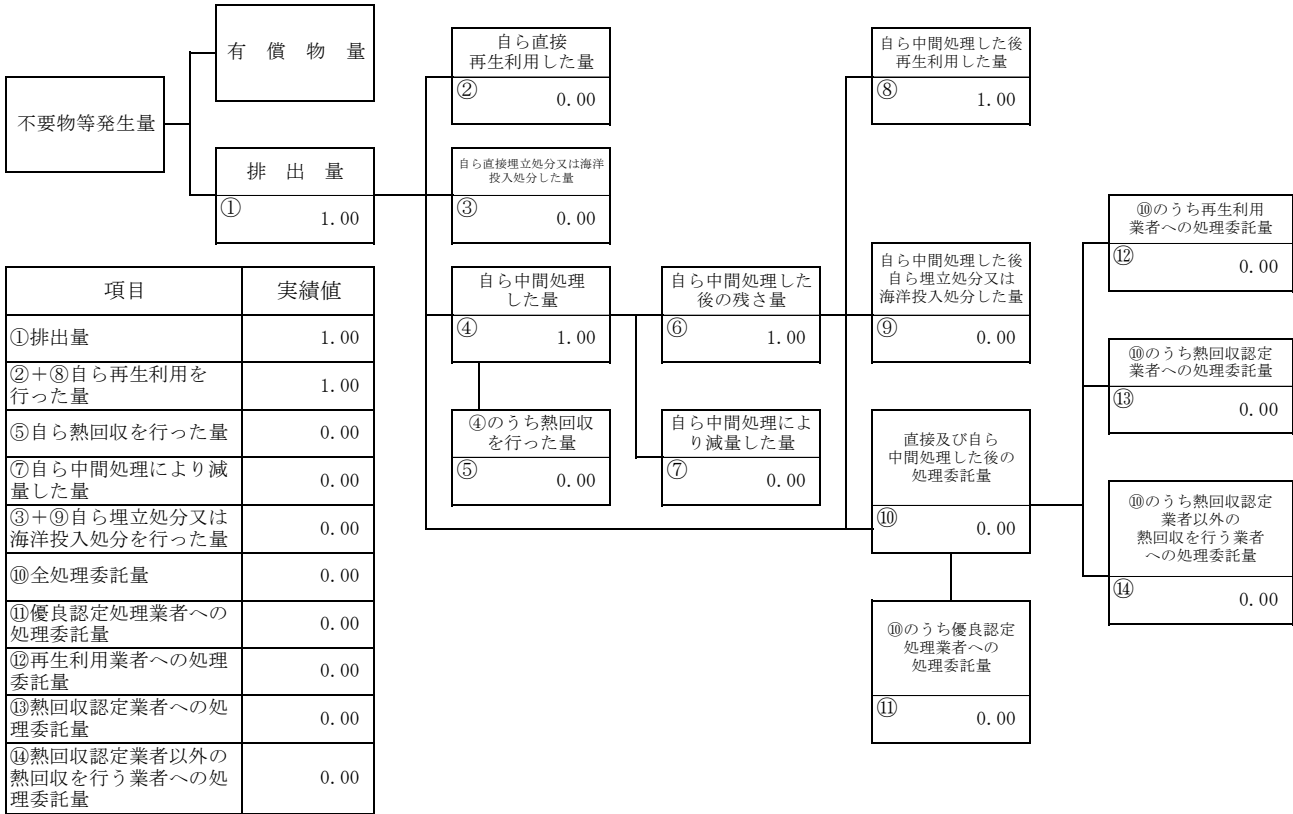 有 償 物 量
不要物等発生量
排 出 量
①
1.00
自ら直接
再生利用した量
②
0.00
自ら直接埋立処分又は海洋
投入処分した量
③
0.00
自ら中間処理
した量
④
1.00
④のうち熱回収
を行った量
⑤
0.00
自ら中間処理した
後の残さ量
⑥
1.00
自ら中間処理によ
り減量した量
⑦
0.00
自ら中間処理した後
再生利用した量
⑧
1.00
自ら中間処理した後
自ら埋立処分又は
海洋投入処分した量
⑨
0.00
直接及び自ら
中間処理した後の
処理委託量
⑩
0.00
⑩のうち優良認定
処理業者への
処理委託量
⑪
0.00
⑩のうち再生利用
業者への処理委託量
⑫
0.00
⑩のうち熱回収認定
業者への処理委託量
⑬
0.00
⑩のうち熱回収認定
業者以外の
熱回収を行う業者
への処理委託量
⑭
0.00
項目 実績値
①排出量 1.00
②+⑧自ら再生利用を
行った量 1.00
⑤自ら熱回収を行った量 0.00
⑦自ら中間処理により減
量した量 0.00
③+⑨自ら埋立処分又は
海洋投入処分を行った量 0.00
⑩全処理委託量 0.00
⑪優良認定処理業者への
処理委託量 0.00
⑫再生利用業者への処理
委託量 0.00
⑬熱回収認定業者への処
理委託量 0.00
⑭熱回収認定業者以外の
熱回収を行う業者への処
理委託量 0.00